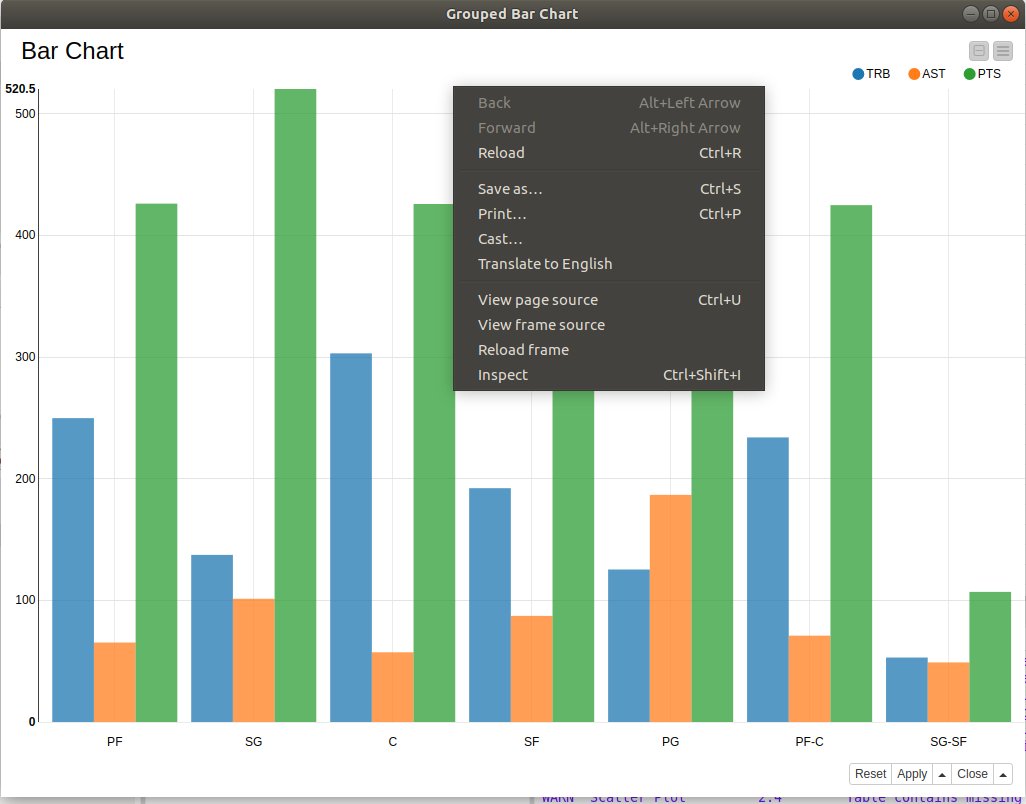 Grouped Bar Chart
Bar Chart
TRB AST PTS
520.5
500
400
300
200
100
0
Back Alt+Left Arrow
Forward Alt+Right Arrow
Reload Ctrl+R
Save as... Ctrl+S
Print... Ctrl+P
Cast...
Translate to English
View page source Ctrl+U
View frame source
Reload frame
Inspect Ctrl+Shift+I
PF SG C SF PG PF-C SG-SF
Reset Apply Close
WARN Scatter Plot 2:4 Table contains missing